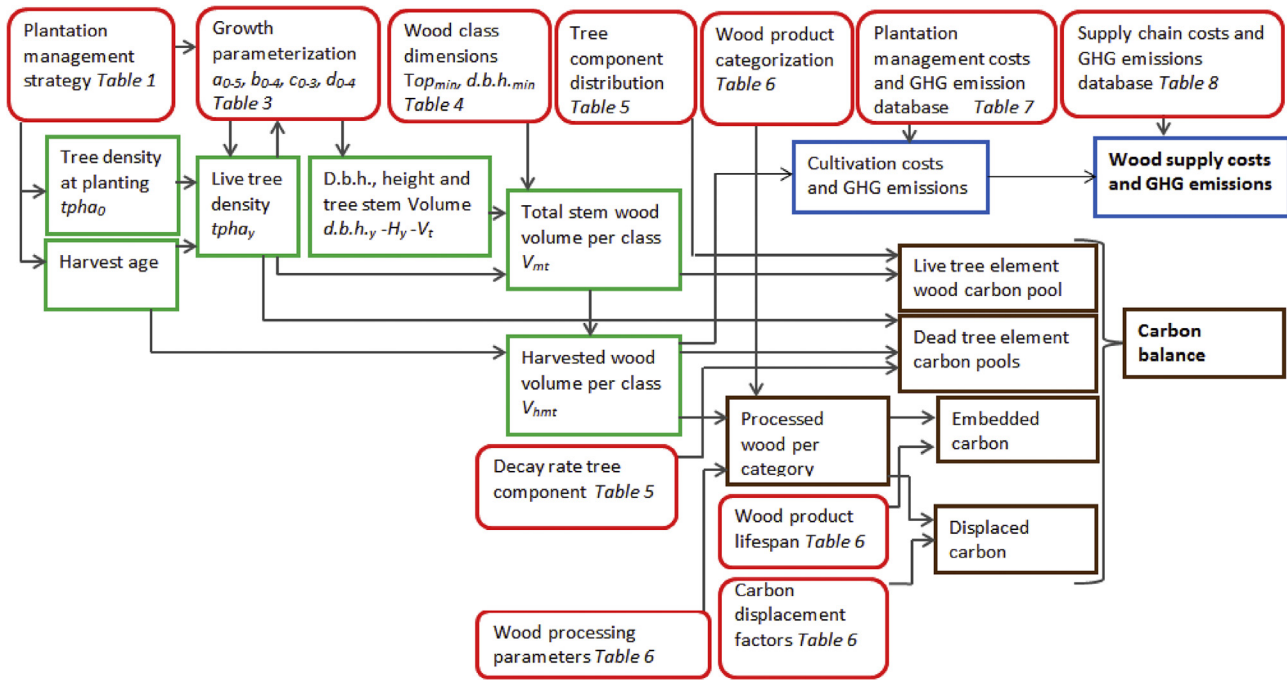 Plantation
management
strategy Table 1
Growth
parameterization
a0-5, b0-4, c0-3, d0-4
Table 3
Wood class
dimensions
Topmin, d.b.h.min
Table 4
Tree
component
distribution
Table 5
Wood product
categorization
Table 6
Plantation
management costs
and GHG emission
database Table 7
Supply chain costs and
GHG emissions
database Table 8
Tree density
at planting
tpha0
Live tree
density
tphay
D.b.h., height and
tree stem Volume
d.b.h.y -Hy -Vt
Total stem wood
volume per class
Vmt
Cultivation costs
and GHG emissions
Wood supply costs
and GHG emissions
Harvest age
Live tree element
wood carbon pool
Harvested wood
volume per class
Vhmt
Dead tree element
carbon pools
Carbon
balance
Processed
wood per
category
Embedded
carbon
Decay rate tree
component Table 5
Wood product
lifespan Table 6
Displaced
carbon
Wood processing
parameters Table 6
Carbon
displacement
factors Table 6